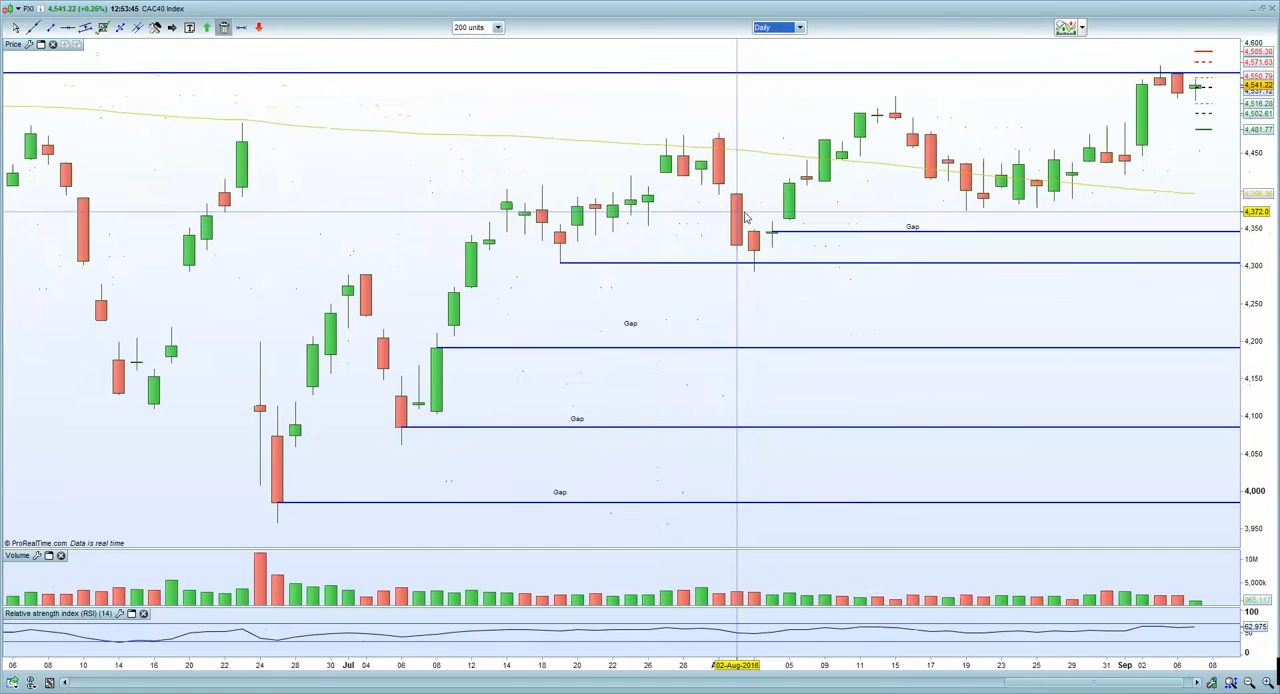 PXI 4,541.22 (+0.26%) 12:53:45 CAC40 Index
200 units Daily
Price
4,600
4,585.30
4,571.63
4,550.79
4,541.22
4,537.12
4,516.28
4,502.61
4,481.77
4,450
4,372.0
4,350
Gap
4,300
4,250
Gap
4,200
4,150
4,100
Gap
4,050
4,000
Gap
3,950
© ProRealTime.com Data is real time
Volume
10M
5,000k
965,117
Relative strength index (RSI) (14)
100
62.975
50
0
06 08 10 14 16 20 22 24 28 Jul 04 06 08 12 14 18 20 22 26 28 02-Aug-2016 05 09 11 15 17 19 23 25 29 31 Sep 02 06 08